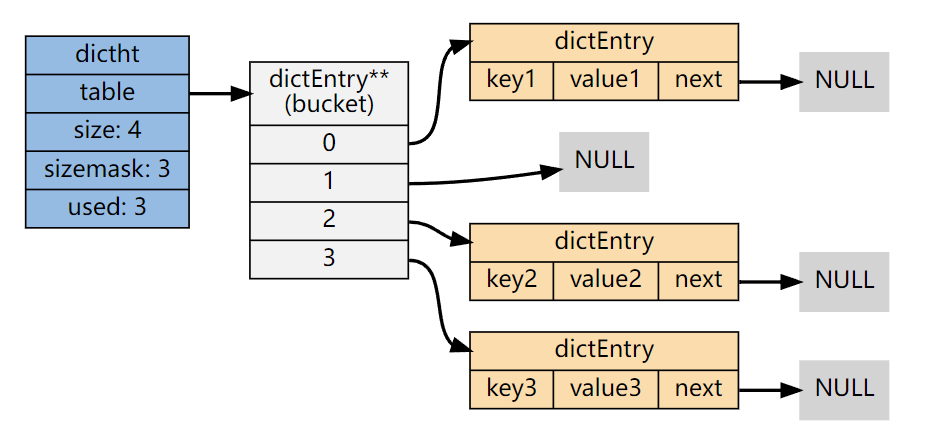 dictht
table
size: 4
sizemask: 3
used: 3
dictEntry**
(bucket)
0
1
2
3
dictEntry
key1 value1 next
NULL
NULL
dictEntry
key2 value2 next
NULL
dictEntry
key3 value3 next
NULL